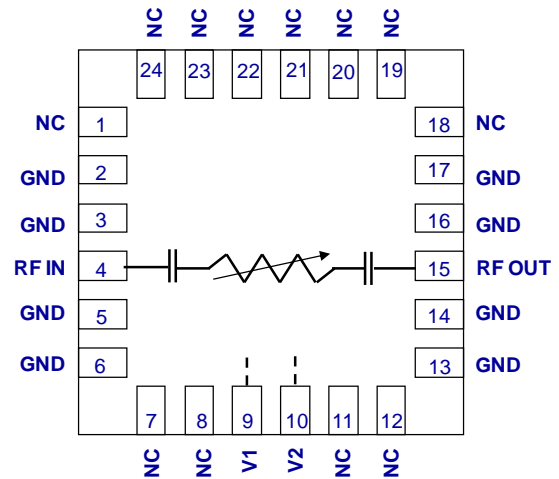 NC NC NC NC NC NC
24 23 22 21 20 19
NC 1 18 NC
GND 2 17 GND
GND 3 16 GND
RF IN 4 15 RF OUT
GND 5 14 GND
GND 6 13 GND
7 8 9 10 11 12
NC NC V1 V2 NC NC